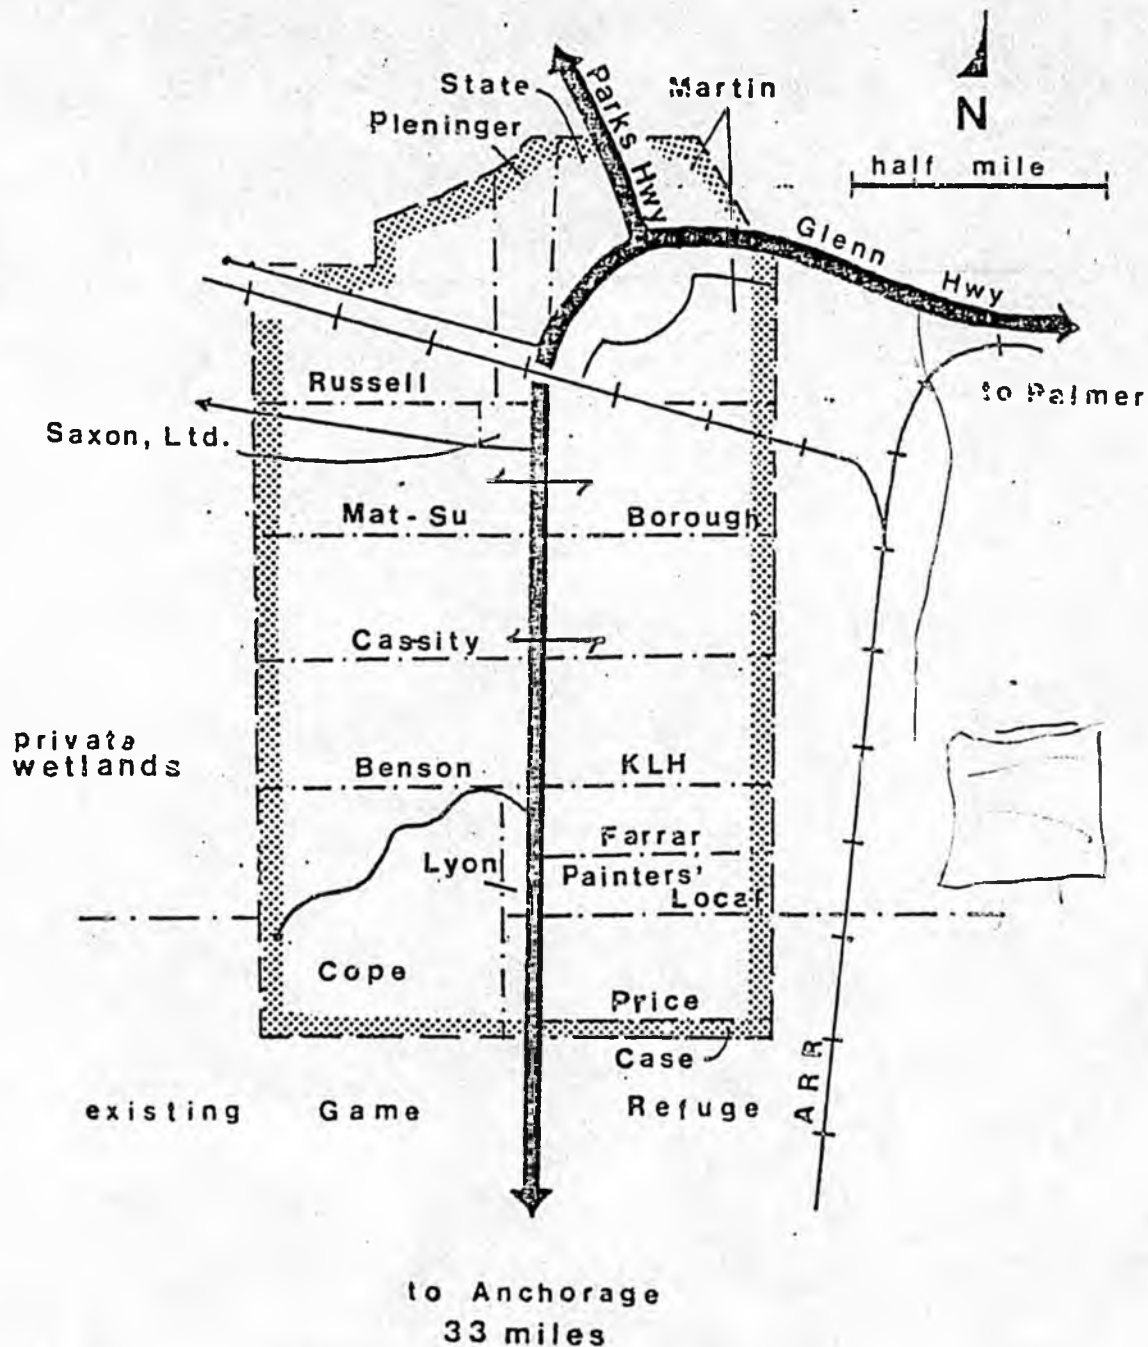 State
Pleninger
Parks Hwy
Martin
N
half mile
Glenn Hwy
to Palmer
Russell
Saxon, Ltd.
Mat-Su Borough
Cassity
private
wetlands
Benson KLH
Farrar
Lyon
Painters'
Local
Cope
Price
Case
existing Game Refuge
ARR
to Anchorage
33 miles